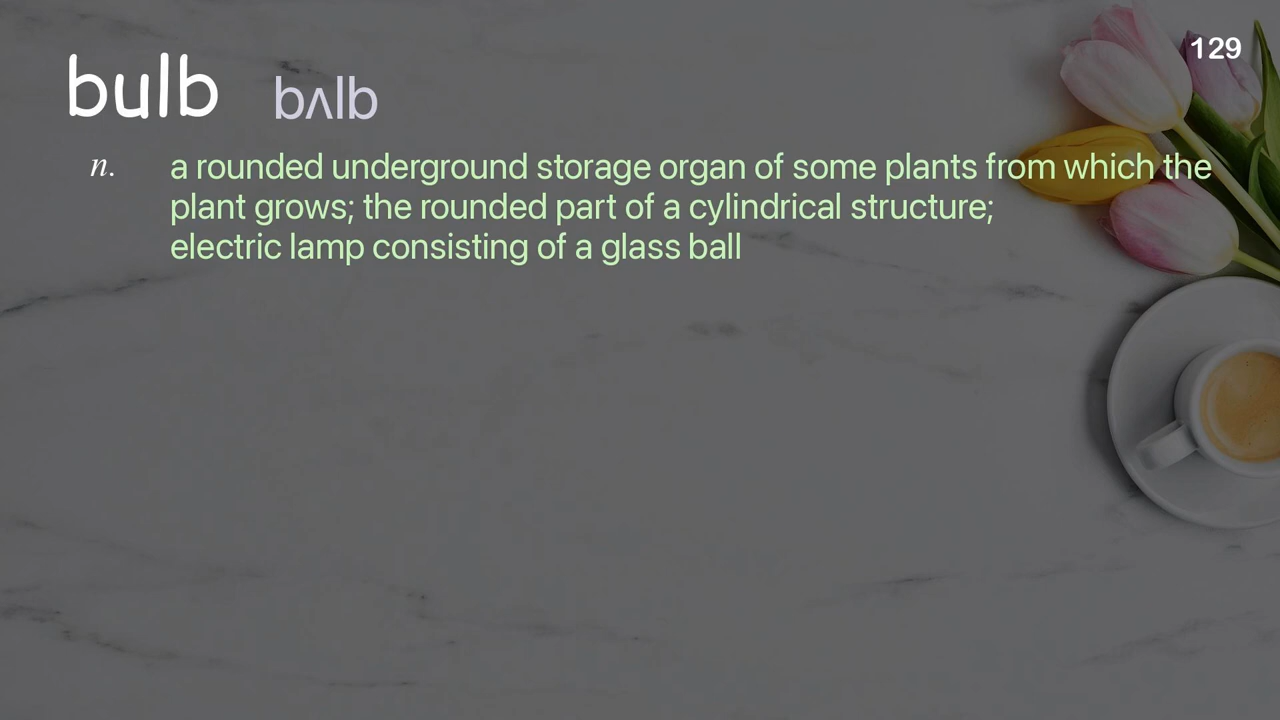 129
bulb bʌlb
n. a rounded underground storage organ of some plants from which the
plant grows; the rounded part of a cylindrical structure;
electric lamp consisting of a glass ball